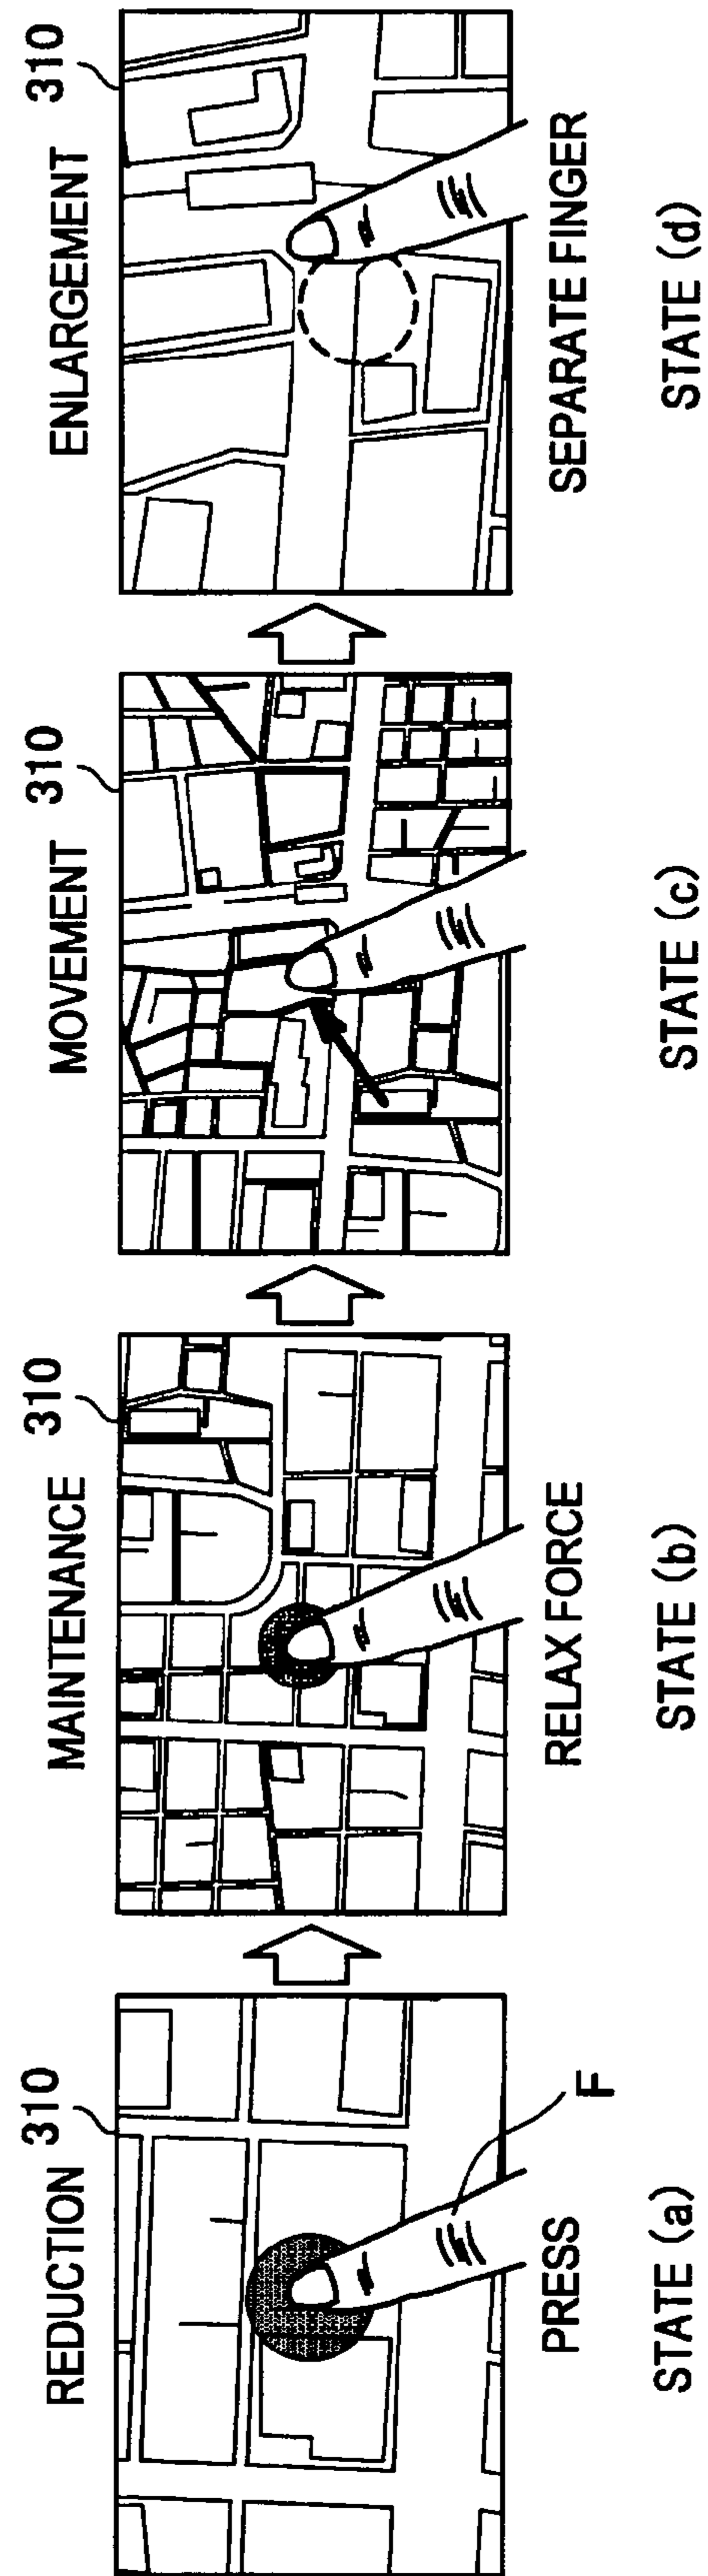 REDUCTION
310
PRESS
F
STATE (a)
MAINTENANCE
310
RELAX FORCE
STATE (b)
MOVEMENT
310
STATE (c)
ENLARGEMENT
310
SEPARATE FINGER
STATE (d)